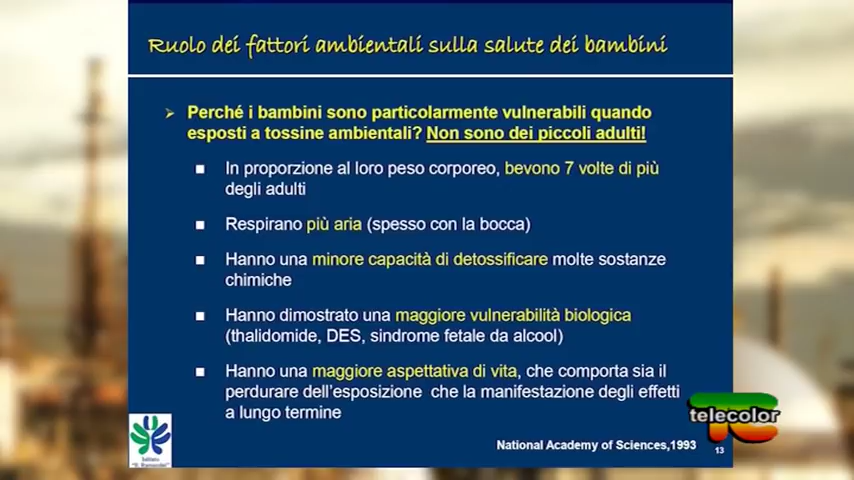 Ruolo dei fattori ambientali sulla salute dei bambini
Perché i bambini sono particolarmente vulnerabili quando
esposti a tossine ambientali? Non sono dei piccoli adulti!
In proporzione al loro peso corporeo, bevono 7 volte di più
degli adulti
Respirano più aria (spesso con la bocca)
Hanno una minore capacità di detossificare molte sostanze
chimiche
Hanno dimostrato una maggiore vulnerabilità biologica
(thalidomide, DES, sindrome fetale da alcool)
Hanno una maggiore aspettativa di vita, che comporta sia il
perdurare dell'esposizione che la manifestazione degli effetti
a lungo termine
telecolor
National Academy of Sciences,1993
13